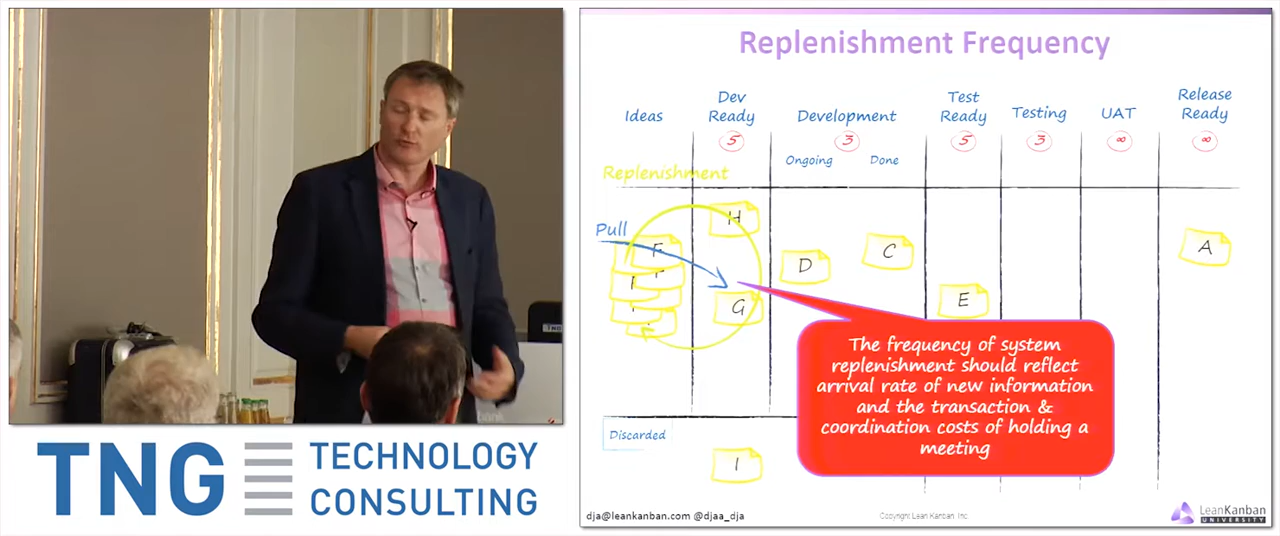 Replenishment Frequency
Ideas
Dev
Ready
5
Development
3
Ongoing
Done
Test
Ready
5
Testing
3
UAT
∞
Release
Ready
∞
Replenishment
Pull
H
F
G
D
C
E
A
The frequency of system
replenishment should reflect
arrival rate of new information
and the transaction &
coordination costs of holding a
meeting
Discarded
I
dja@leankanban.com @djaa_dja
Copyright Lean Kanban Inc.
LeanKanban
UNIVERSITY
TNG
TNG
TECHNOLOGY
CONSULTING